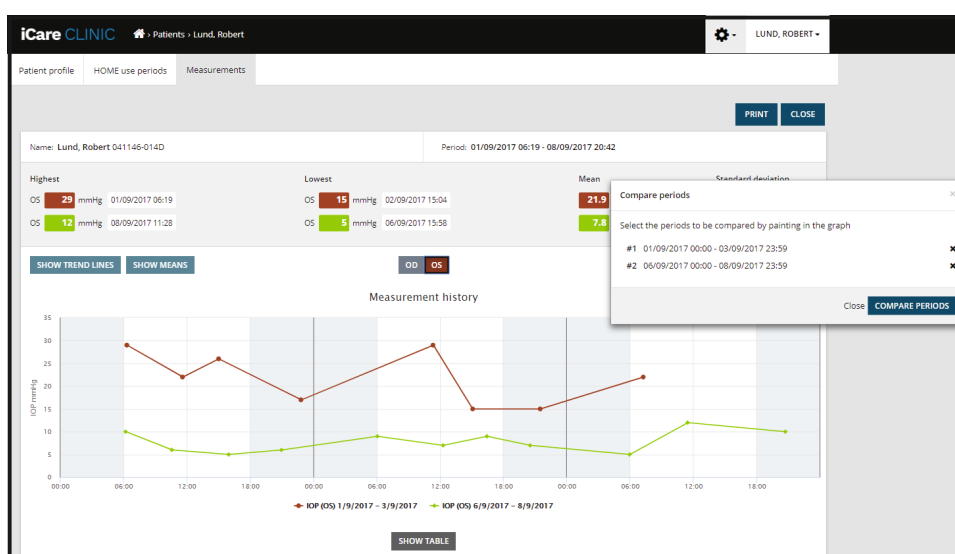 iCare CLINIC › Patients › Lund, Robert LUND, ROBERT
Patient profile HOME use periods Measurements
PRINT CLOSE
Name: Lund, Robert 041146-014D Period: 01/09/2017 06:19 - 08/09/2017 20:42
Highest Lowest Mean Standard deviation
OS 29 mmHg 01/09/2017 06:19 OS 15 mmHg 02/09/2017 15:04 21.9
OS 12 mmHg 08/09/2017 11:28 OS 5 mmHg 06/09/2017 15:58 7.8
Compare periods ×
Select the periods to be compared by painting in the graph
#1 01/09/2017 00:00 - 03/09/2017 23:59 ×
#2 06/09/2017 00:00 - 08/09/2017 23:59 ×
Close COMPARE PERIODS
SHOW TREND LINES SHOW MEANS OD OS
Measurement history
IOP mmHg
35
30
25
20
15
10
5
0
00:00 06:00 12:00 18:00 00:00 06:00 12:00 18:00 00:00 06:00 12:00 18:00
IOP (OS) 1/9/2017 – 3/9/2017 IOP (OS) 6/9/2017 – 8/9/2017
SHOW TABLE